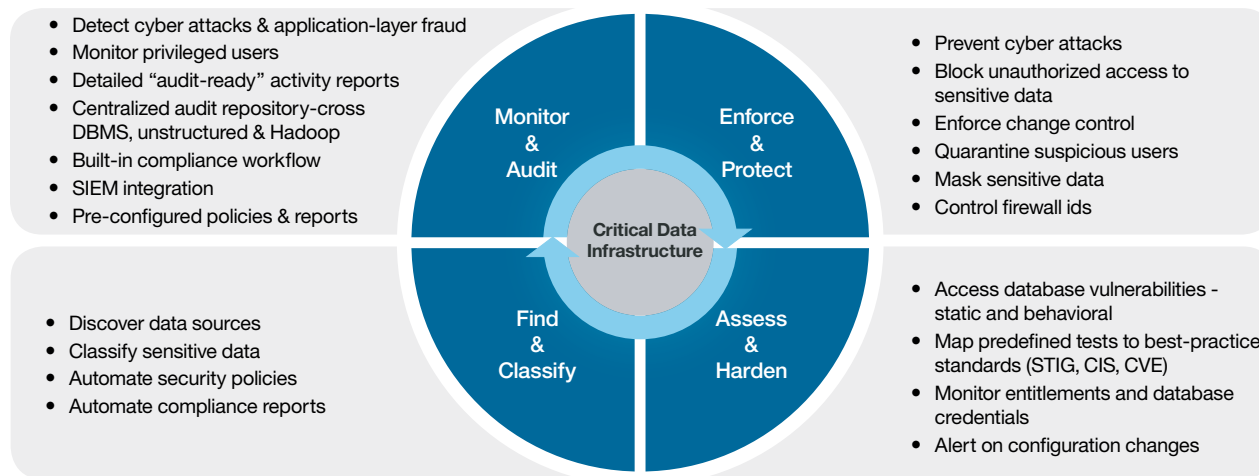 • Detect cyber attacks & application-layer fraud
• Monitor privileged users
• Detailed “audit-ready” activity reports
• Centralized audit repository-cross
DBMS, unstructured & Hadoop
• Built-in compliance workflow
• SIEM integration
• Pre-configured policies & reports
Monitor
&
Audit
Enforce
&
Protect
• Prevent cyber attacks
• Block unauthorized access to
sensitive data
• Enforce change control
• Quarantine suspicious users
• Mask sensitive data
• Control firewall ids
Critical Data
Infrastructure
• Discover data sources
• Classify sensitive data
• Automate security policies
• Automate compliance reports
Find
&
Classify
Assess
&
Harden
• Access database vulnerabilities -
static and behavioral
• Map predefined tests to best-practice
standards (STIG, CIS, CVE)
• Monitor entitlements and database
credentials
• Alert on configuration changes